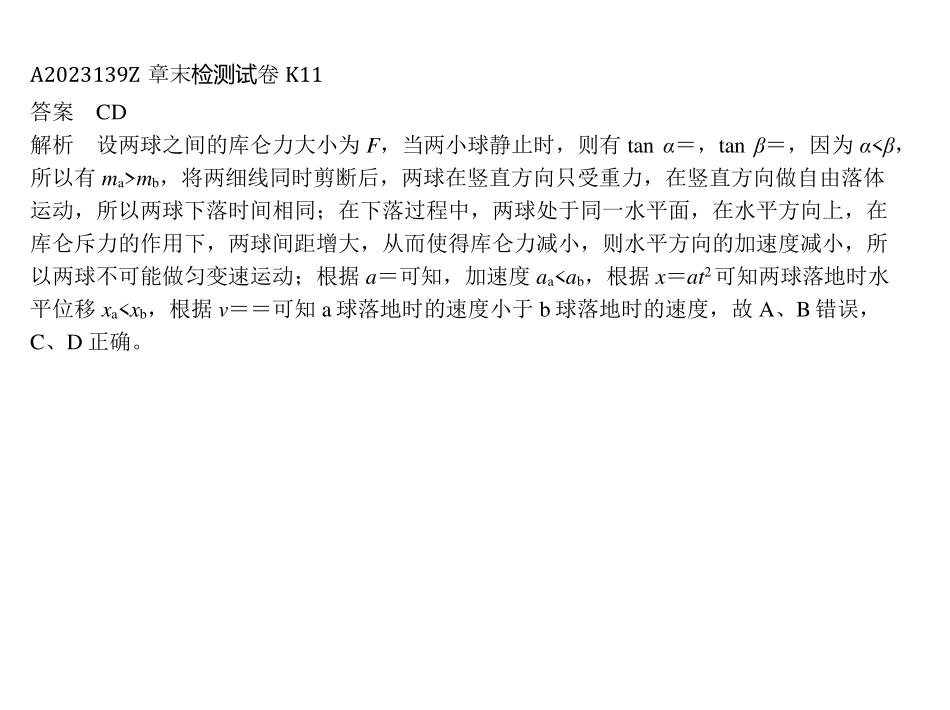 A2023139Z 章末检测试卷 K11
答案　CD
解析　设两球之间的库仑力大小为 F，当两小球静止时，则有 tan α＝，tan β＝，因为 α<β，
所以有 mₐ>m_b，将两细线同时剪断后，两球在竖直方向只受重力，在竖直方向做自由落体
运动，所以两球下落时间相同；在下落过程中，两球处于同一水平面，在水平方向上，在
库仑斥力的作用下，两球间距增大，从而使得库仑力减小，则水平方向的加速度减小，所
以两球不可能做匀变速运动；根据 a＝可知，加速度 aₐ<a_b，根据 x＝at²可知两球落地时水
平位移 xₐ<x_b，根据 v＝＝可知 a 球落地时的速度小于 b 球落地时的速度，故 A、B 错误，
C、D 正确。